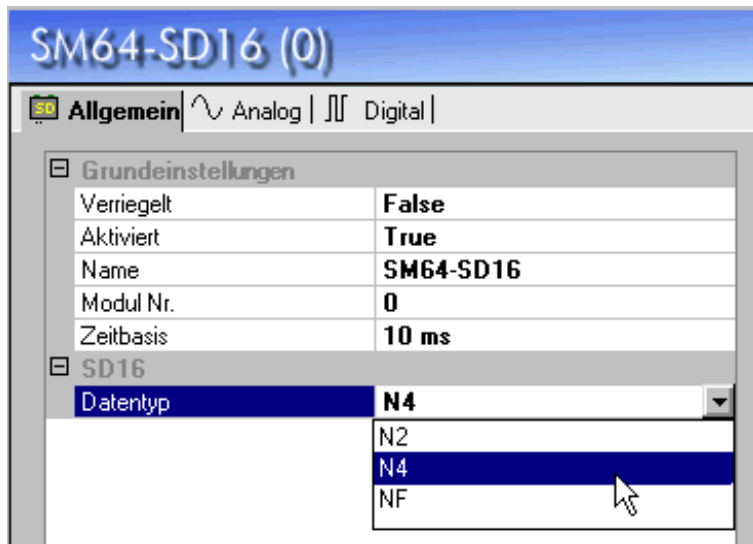 SM64-SD16 (0)
SD Allgemein Analog Digital
Grundeinstellungen
Verriegelt False
Aktiviert True
Name SM64-SD16
Modul Nr. 0
Zeitbasis 10 ms
SD16
Datentyp N4
N2
N4
NF